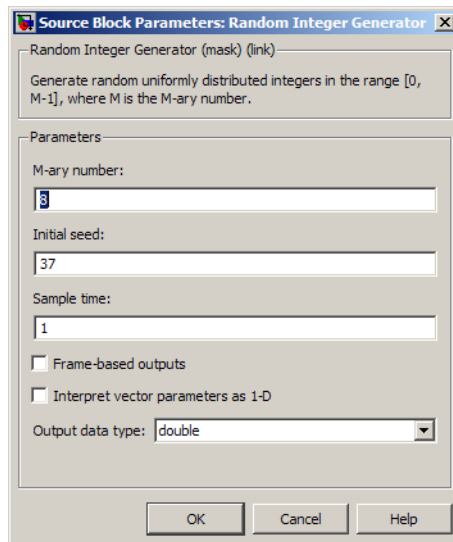 Source Block Parameters: Random Integer Generator
Random Integer Generator (mask) (link)
Generate random uniformly distributed integers in the range [0,
M-1], where M is the M-ary number.
Parameters
M-ary number:
8
Initial seed:
37
Sample time:
1
Frame-based outputs
Interpret vector parameters as 1-D
Output data type: double
OK Cancel Help